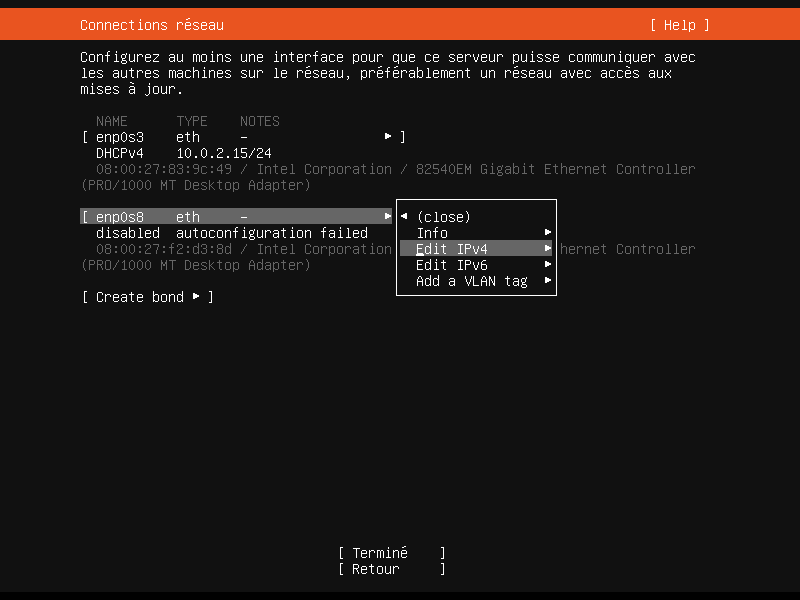 Connections réseau [ Help ]
Configurez au moins une interface pour que ce serveur puisse communiquer avec
les autres machines sur le réseau, préférablement un réseau avec accès aux
mises à jour.
NAME TYPE NOTES
[ enp0s3 eth – ▸ ]
DHCPv4 10.0.2.15/24
08:00:27:83:9c:49 / Intel Corporation / 82540EM Gigabit Ethernet Controller
(PRO/1000 MT Desktop Adapter)
[ enp0s8 eth – ▸ ◂ (close)
disabled autoconfiguration failed Info ▸
08:00:27:f2:d3:8d / Intel Corporation Edit IPv4 ▸ hernet Controller
(PRO/1000 MT Desktop Adapter) Edit IPv6 ▸
Add a VLAN tag ▸
[ Create bond ▸ ]
[ Terminé ]
[ Retour ]